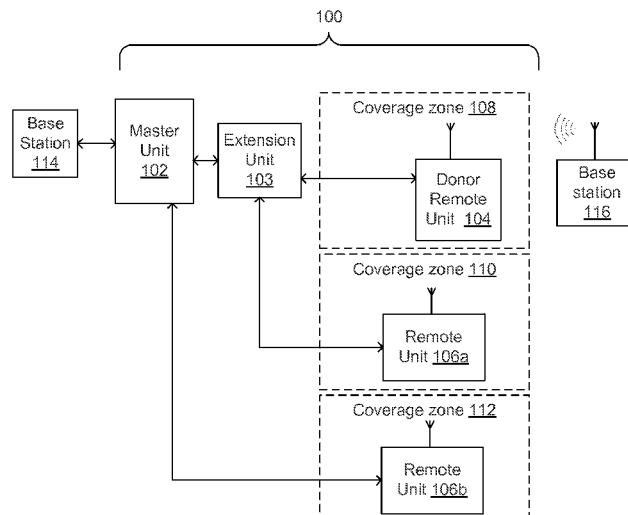 100
Base
Station
114
Master
Unit
102
Extension
Unit
103
Coverage zone 108
Donor
Remote
Unit 104
Base
station
116
Coverage zone 110
Remote
Unit 106a
Coverage zone 112
Remote
Unit 106b